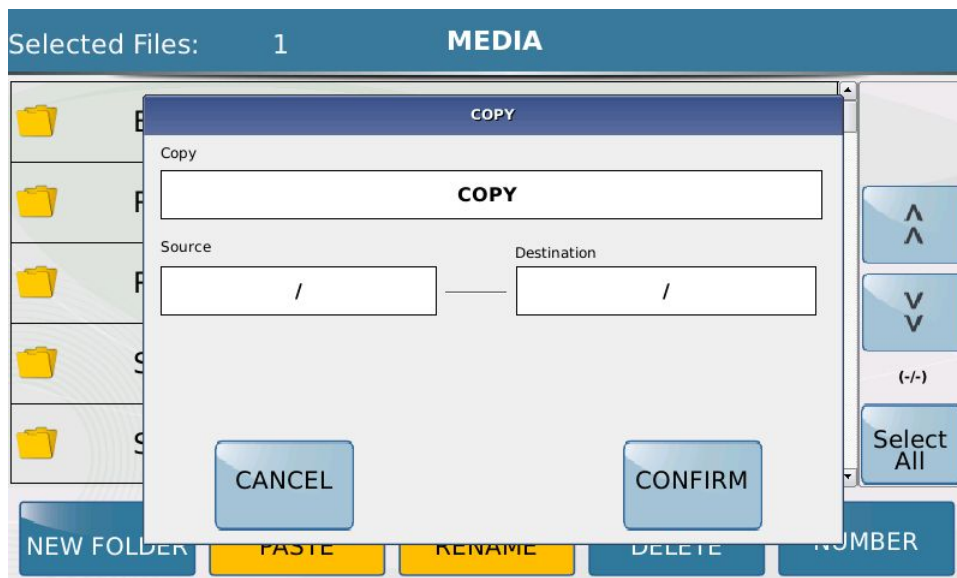 Selected Files: 1 MEDIA
COPY
Copy
COPY
Source Destination
/ /
(-/-)
Select
All
CANCEL CONFIRM
NEW FOLDER PASTE RENAME DELETE NUMBER